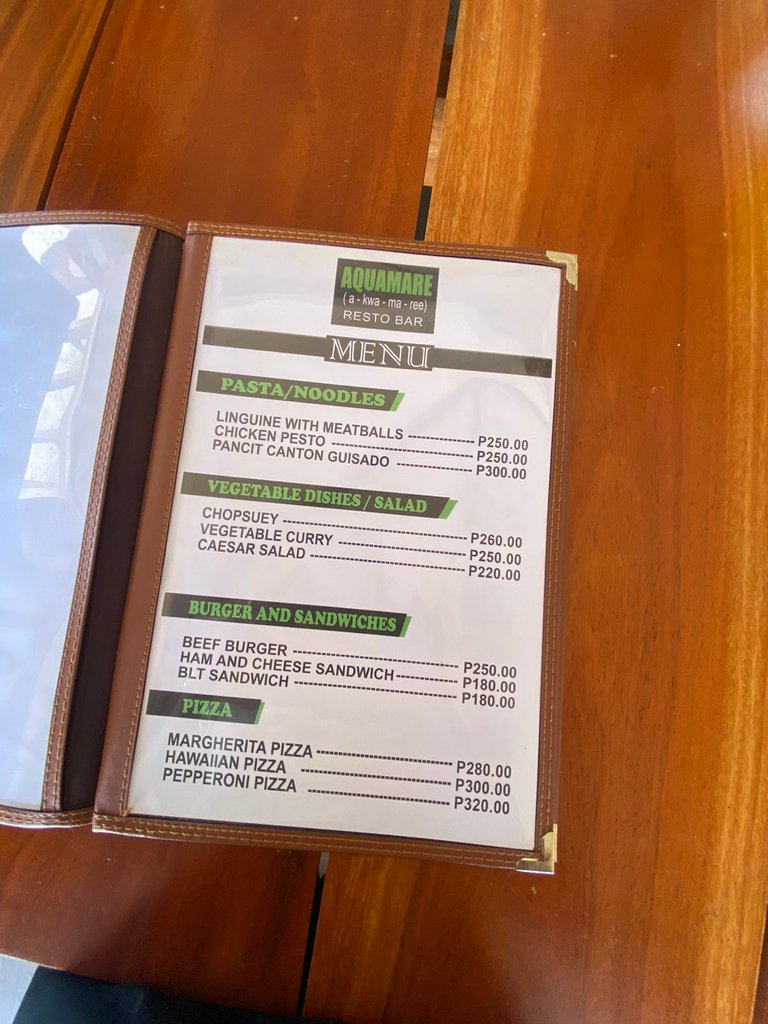 AQUAMARE
( a - kwa - ma - ree)
RESTO BAR
MENU
PASTA/NOODLES
LINGUINE WITH MEATBALLS ---------------- P250.00
CHICKEN PESTO -------------------------------- P250.00
PANCIT CANTON GUISADO ------------------ P300.00
VEGETABLE DISHES / SALAD
CHOPSUEY ------------------------------------------ P260.00
VEGETABLE CURRY ------------------------------ P250.00
CAESAR SALAD ----------------------------------- P220.00
BURGER AND SANDWICHES
BEEF BURGER ------------------------------------- P250.00
HAM AND CHEESE SANDWICH-------------- P180.00
BLT SANDWICH ------------------------------------ P180.00
PIZZA
MARGHERITA PIZZA ------------------------------ P280.00
HAWAIIAN PIZZA ---------------------------------- P300.00
PEPPERONI PIZZA -------------------------------- P320.00